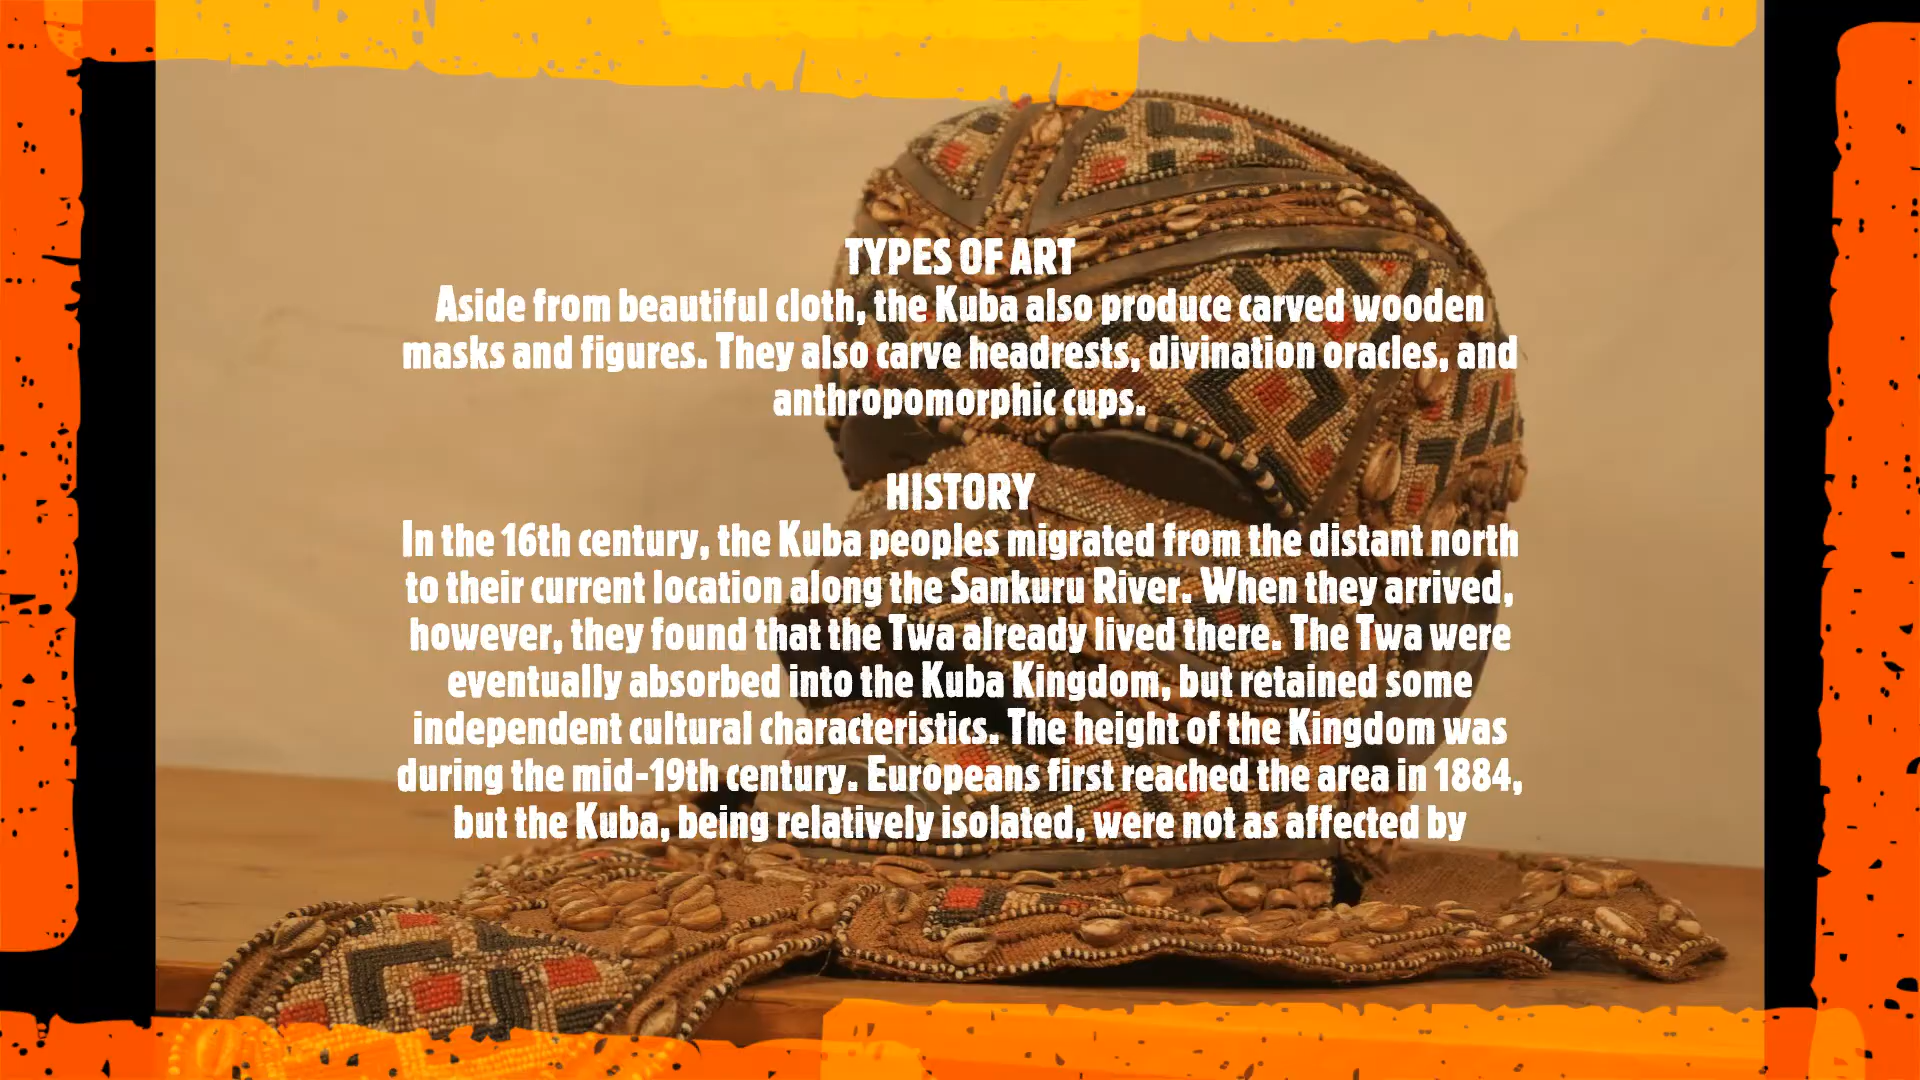 TYPES OF ART
Aside from beautiful cloth, the Kuba also produce carved wooden
masks and figures. They also carve headrests, divination oracles, and
anthropomorphic cups.
HISTORY
In the 16th century, the Kuba peoples migrated from the distant north
to their current location along the Sankuru River. When they arrived,
however, they found that the Twa already lived there. The Twa were
eventually absorbed into the Kuba Kingdom, but retained some
independent cultural characteristics. The height of the Kingdom was
during the mid-19th century. Europeans first reached the area in 1884,
but the Kuba, being relatively isolated, were not as affected by